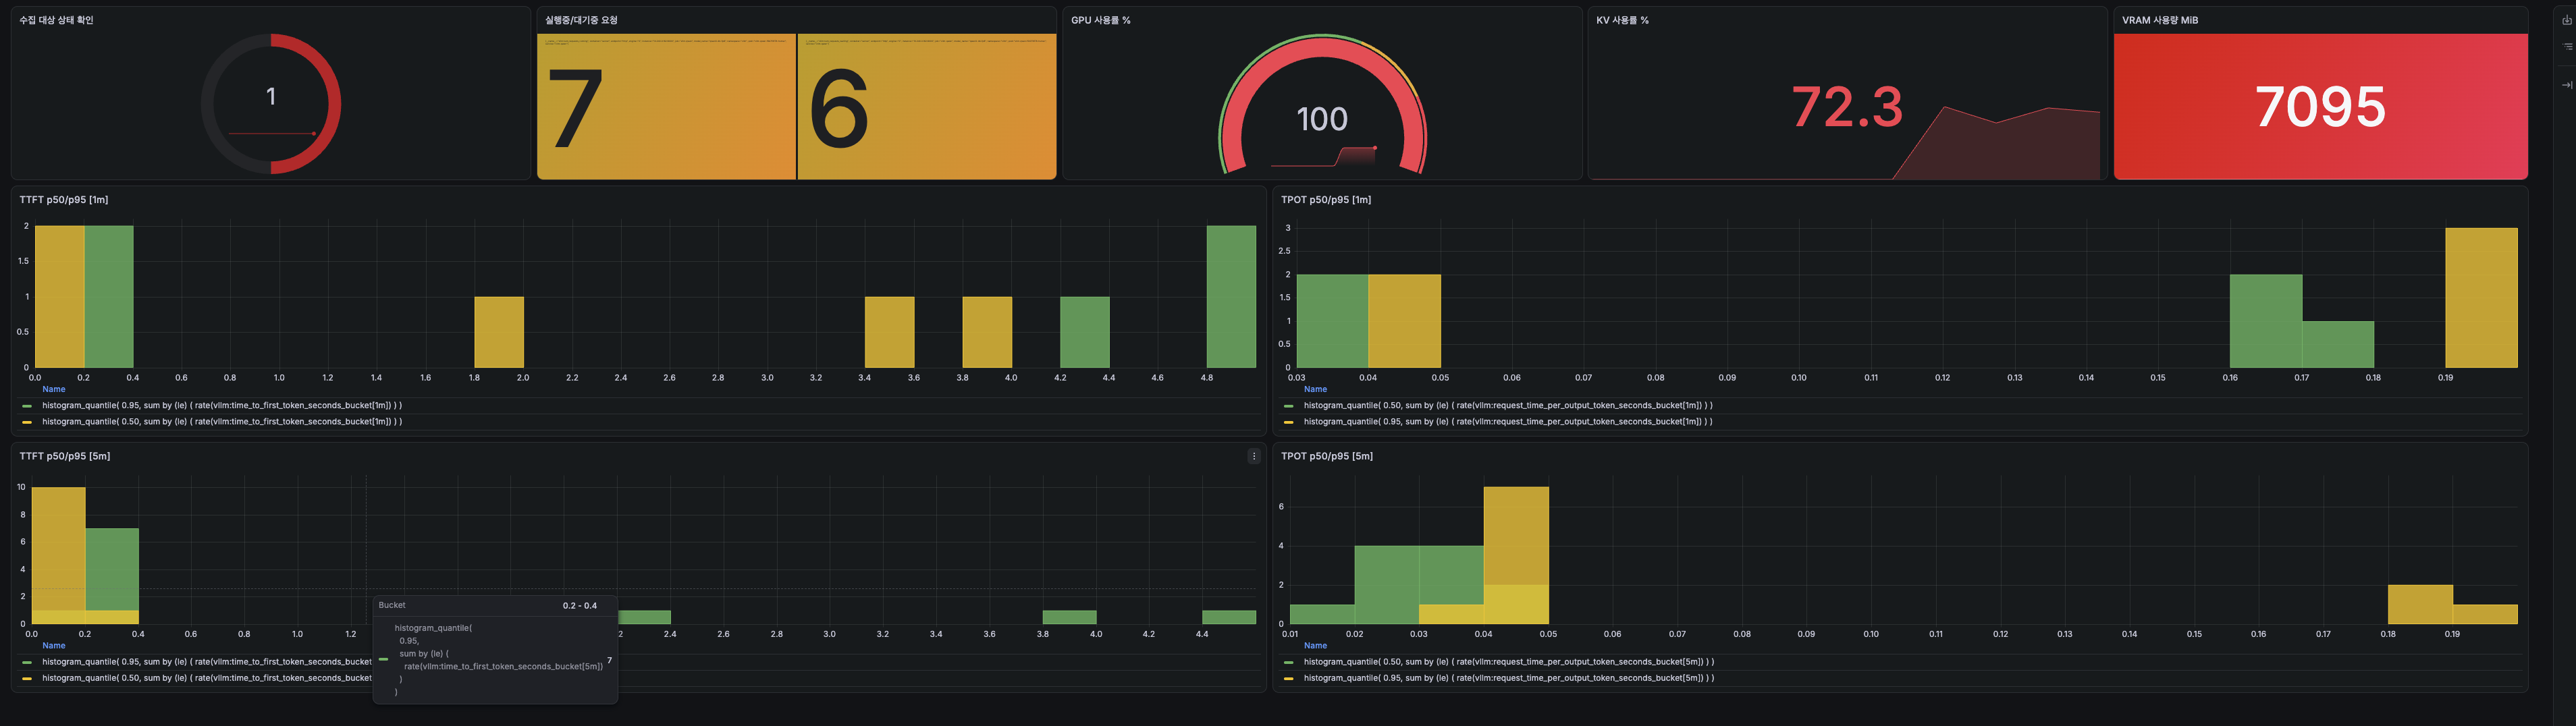 수집 대상 상태 확인
1
실행중/대기중 요청
7
6
GPU 사용률 %
100
KV 사용률 %
72.3
VRAM 사용량 MiB
7095
TTFT p50/p95 [1m]
2
1.5
1
0.5
0
0.0 0.2 0.4 0.6 0.8 1.0 1.2 1.4 1.6 1.8 2.0 2.2 2.4 2.6 2.8 3.0 3.2 3.4 3.6 3.8 4.0 4.2 4.4 4.6 4.8
Name
histogram_quantile( 0.95, sum by (le) ( rate(vllm:time_to_first_token_seconds_bucket[1m]) ) )
histogram_quantile( 0.50, sum by (le) ( rate(vllm:time_to_first_token_seconds_bucket[1m]) ) )
TPOT p50/p95 [1m]
3
2.5
2
1.5
1
0.5
0
0.03 0.04 0.05 0.06 0.07 0.08 0.09 0.10 0.11 0.12 0.13 0.14 0.15 0.16 0.17 0.18 0.19
Name
histogram_quantile( 0.50, sum by (le) ( rate(vllm:request_time_per_output_token_seconds_bucket[1m]) ) )
histogram_quantile( 0.95, sum by (le) ( rate(vllm:request_time_per_output_token_seconds_bucket[1m]) ) )
TTFT p50/p95 [5m]
10
8
6
4
2
0
0.0 0.2 0.4 0.6 0.8 1.0 1.2 2 2.4 2.6 2.8 3.0 3.2 3.4 3.6 3.8 4.0 4.2 4.4
Name
histogram_quantile( 0.95, sum by (le) ( rate(vllm:time_to_first_token_seconds_bucket
histogram_quantile( 0.50, sum by (le) ( rate(vllm:time_to_first_token_seconds_bucket
Bucket 0.2 - 0.4
histogram_quantile(
0.95,
sum by (le) (
rate(vllm:time_to_first_token_seconds_bucket[5m]) 7
)
)
TPOT p50/p95 [5m]
6
4
2
0
0.01 0.02 0.03 0.04 0.05 0.06 0.07 0.08 0.09 0.10 0.11 0.12 0.13 0.14 0.15 0.16 0.17 0.18 0.19
Name
histogram_quantile( 0.50, sum by (le) ( rate(vllm:request_time_per_output_token_seconds_bucket[5m]) ) )
histogram_quantile( 0.95, sum by (le) ( rate(vllm:request_time_per_output_token_seconds_bucket[5m]) ) )